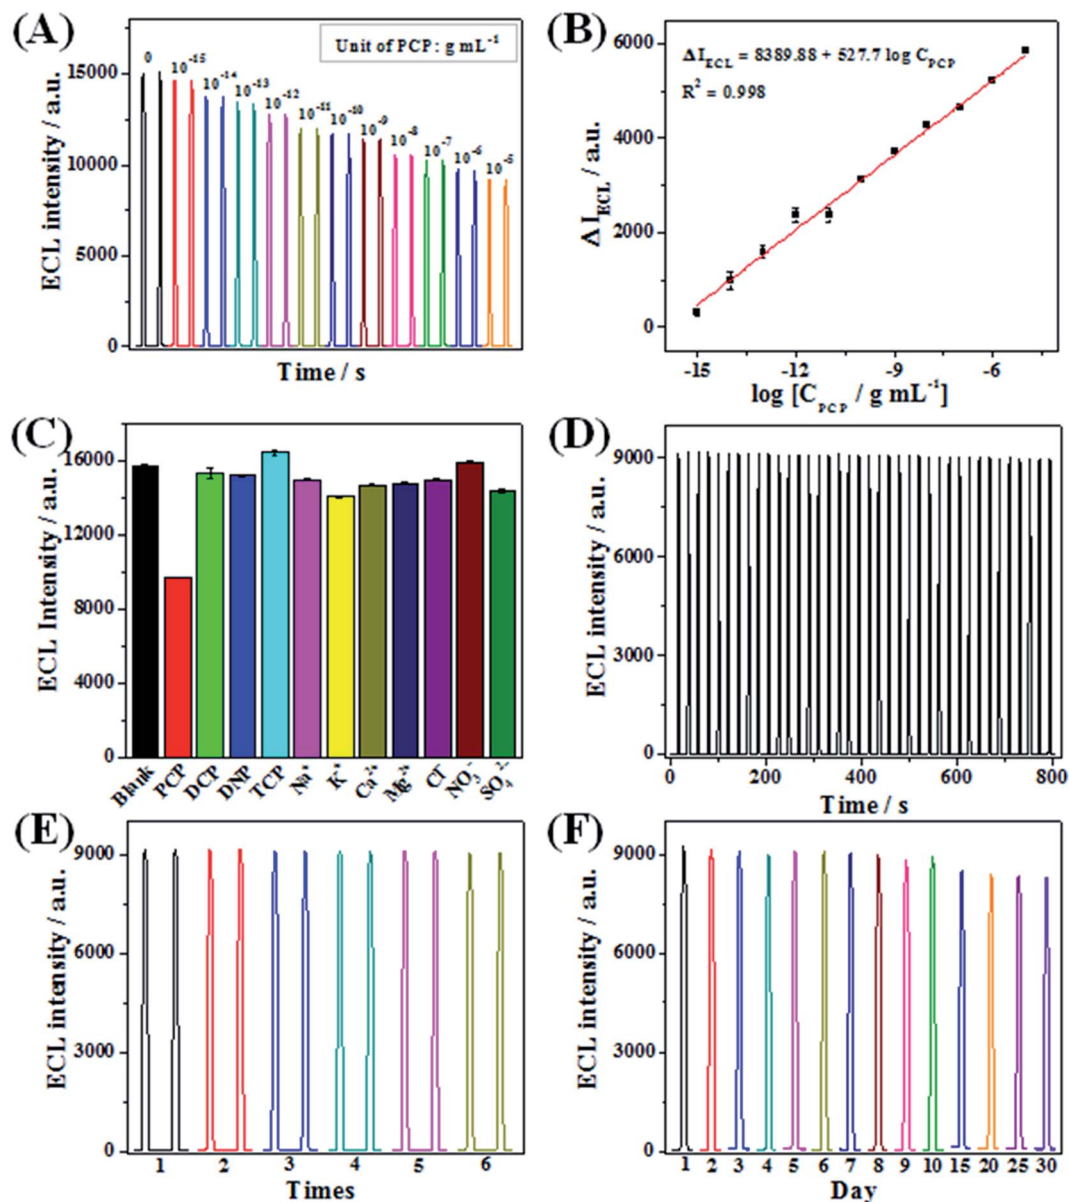 (A)
Unit of PCP: g mL⁻¹
0
10⁻¹⁵
10⁻¹⁴
10⁻¹³
10⁻¹²
10⁻¹¹
10⁻¹⁰
10⁻⁹
10⁻⁸
10⁻⁷
10⁻⁶
10⁻⁵
15000
10000
5000
0
ECL intensity / a.u.
Time / s
(B)
ΔI_ECL = 8389.88 + 527.7 log C_PCP
R² = 0.998
6000
4000
2000
0
ΔI_ECL / a.u.
-15 -12 -9 -6
log [C_PCP / g mL⁻¹]
(C)
16000
14000
12000
8000
4000
0
ECL Intensity / a.u.
Blank PCP DCP DNP TCP Na⁺ K⁺ Ca²⁺ Mg²⁺ Cl⁻ NO₃⁻ SO₄²⁻
(D)
9000
6000
3000
0
ECL intensity / a.u.
0 200 400 600 800
Time / s
(E)
9000
6000
3000
0
ECL intensity / a.u.
1 2 3 4 5 6
Times
(F)
9000
6000
3000
0
ECL intensity / a.u.
1 2 3 4 5 6 7 8 9 10 15 20 25 30
Day